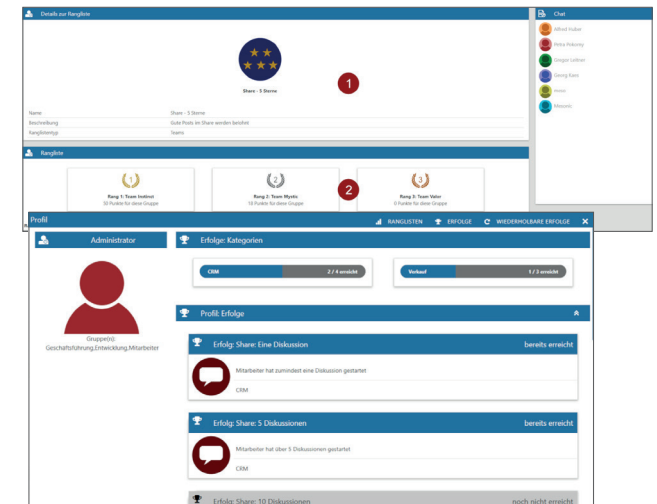 Details zur Rangliste
Share - 5 Sterne
1
Name
Share - 5 Sterne
Beschreibung
Gute Posts im Share werden belohnt
Ranglistentyp
Teams
Rangliste
1
Rang 1: Team Instinct
30 Punkte für diese Gruppe
2
Rang 2: Team Mystic
10 Punkte für diese Gruppe
2
3
Rang 3: Team Valor
0 Punkte für diese Gruppe
Chat
Alfred Huber
Petra Pokorny
Gregor Leitner
Georg Kaes
Profil
RANGLISTEN
ERFOLGE
WIEDERHOLBARE ERFOLGE
Administrator
Gruppe(n):
Geschäftsführung,Entwicklung,Mitarbeiter
Erfolge: Kategorien
CRM
2 / 4 erreicht
Verkauf
1 / 3 erreicht
Profil: Erfolge
Erfolg: Share: Eine Diskussion
bereits erreicht
Mitarbeiter hat zumindest eine Diskussion gestartet
CRM
Erfolg: Share: 5 Diskussionen
bereits erreicht
Mitarbeiter hat über 5 Diskussionen gestartet
CRM
Erfolg: Share: 10 Diskussionen
noch nicht erreicht